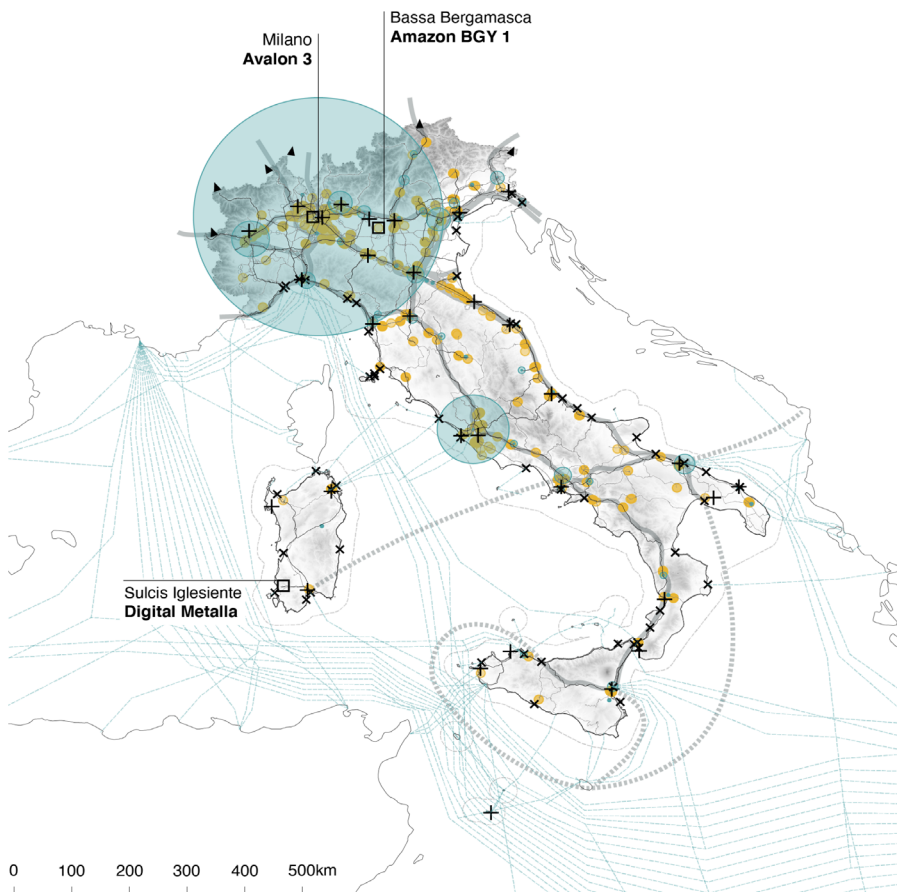 Bassa Bergamasca
Amazon BGY 1
Milano
Avalon 3
Sulcis Iglesiente
Digital Metalla
0 100 200 300 400 500km